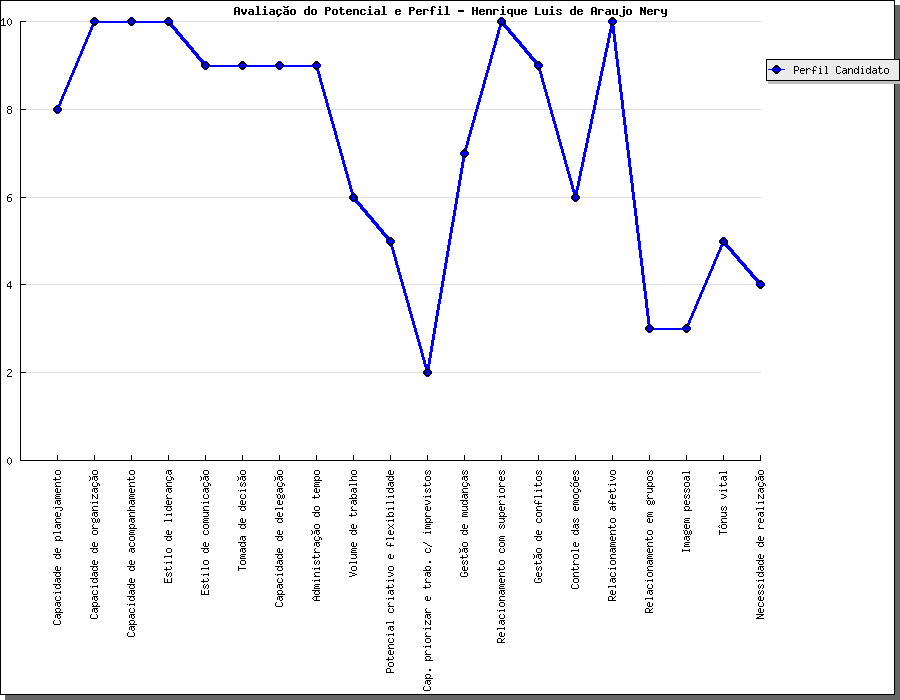 Avaliação do Potencial e Perfil - Henrique Luis de Araujo Nery
10
8
6
4
2
0
Perfil Candidato
Capacidade de planejamento
Capacidade de organização
Capacidade de acompanhamento
Estilo de liderança
Estilo de comunicação
Tomada de decisão
Capacidade de delegação
Administração do tempo
Volume de trabalho
Potencial criativo e flexibilidade
Cap. priorizar e trab. c/ imprevistos
Gestão de mudanças
Relacionamento com superiores
Gestão de conflitos
Controle das emoções
Relacionamento afetivo
Relacionamento em grupos
Imagem pessoal
Tônus vital
Necessidade de realização